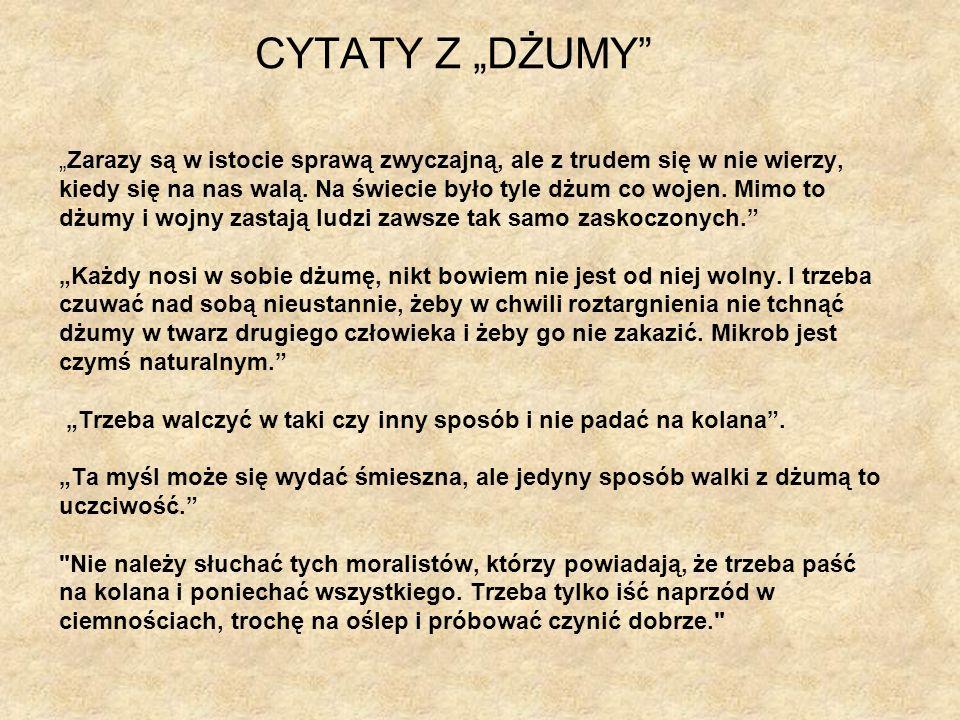 CYTATY Z „DŻUMY”
„Zarazy są w istocie sprawą zwyczajną, ale z trudem się w nie wierzy,
kiedy się na nas walą. Na świecie było tyle dżum co wojen. Mimo to
dżumy i wojny zastają ludzi zawsze tak samo zaskoczonych.”
„Każdy nosi w sobie dżumę, nikt bowiem nie jest od niej wolny. I trzeba
czuwać nad sobą nieustannie, żeby w chwili roztargnienia nie tchnąć
dżumy w twarz drugiego człowieka i żeby go nie zakazić. Mikrob jest
czymś naturalnym.”
„Trzeba walczyć w taki czy inny sposób i nie padać na kolana”.
„Ta myśl może się wydać śmieszna, ale jedyny sposób walki z dżumą to
uczciwość.”
"Nie należy słuchać tych moralistów, którzy powiadają, że trzeba paść
na kolana i poniechać wszystkiego. Trzeba tylko iść naprzód w
ciemnościach, trochę na oślep i próbować czynić dobrze."